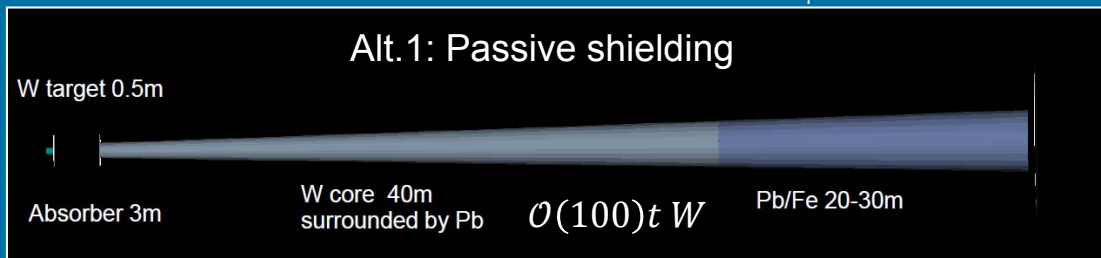 Alt.1: Passive shielding
W target 0.5m
Absorber 3m
W core 40m
surrounded by Pb
𝒪(100)t W
Pb/Fe 20-30m